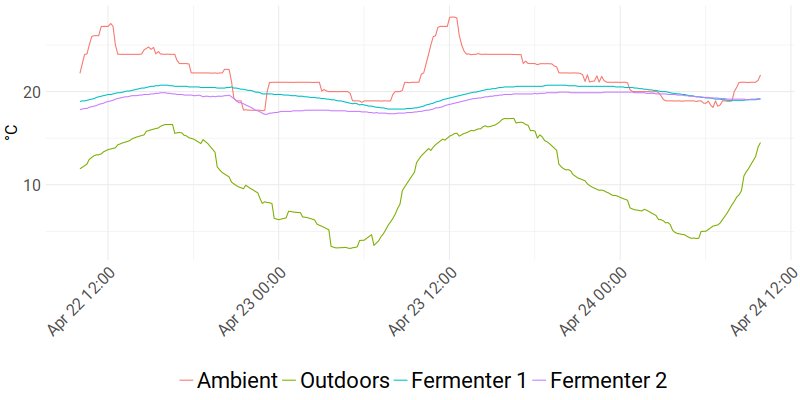 °C
20
10
Apr 22 12:00
Apr 23 00:00
Apr 23 12:00
Apr 24 00:00
Apr 24 12:00
Ambient Outdoors Fermenter 1 Fermenter 2